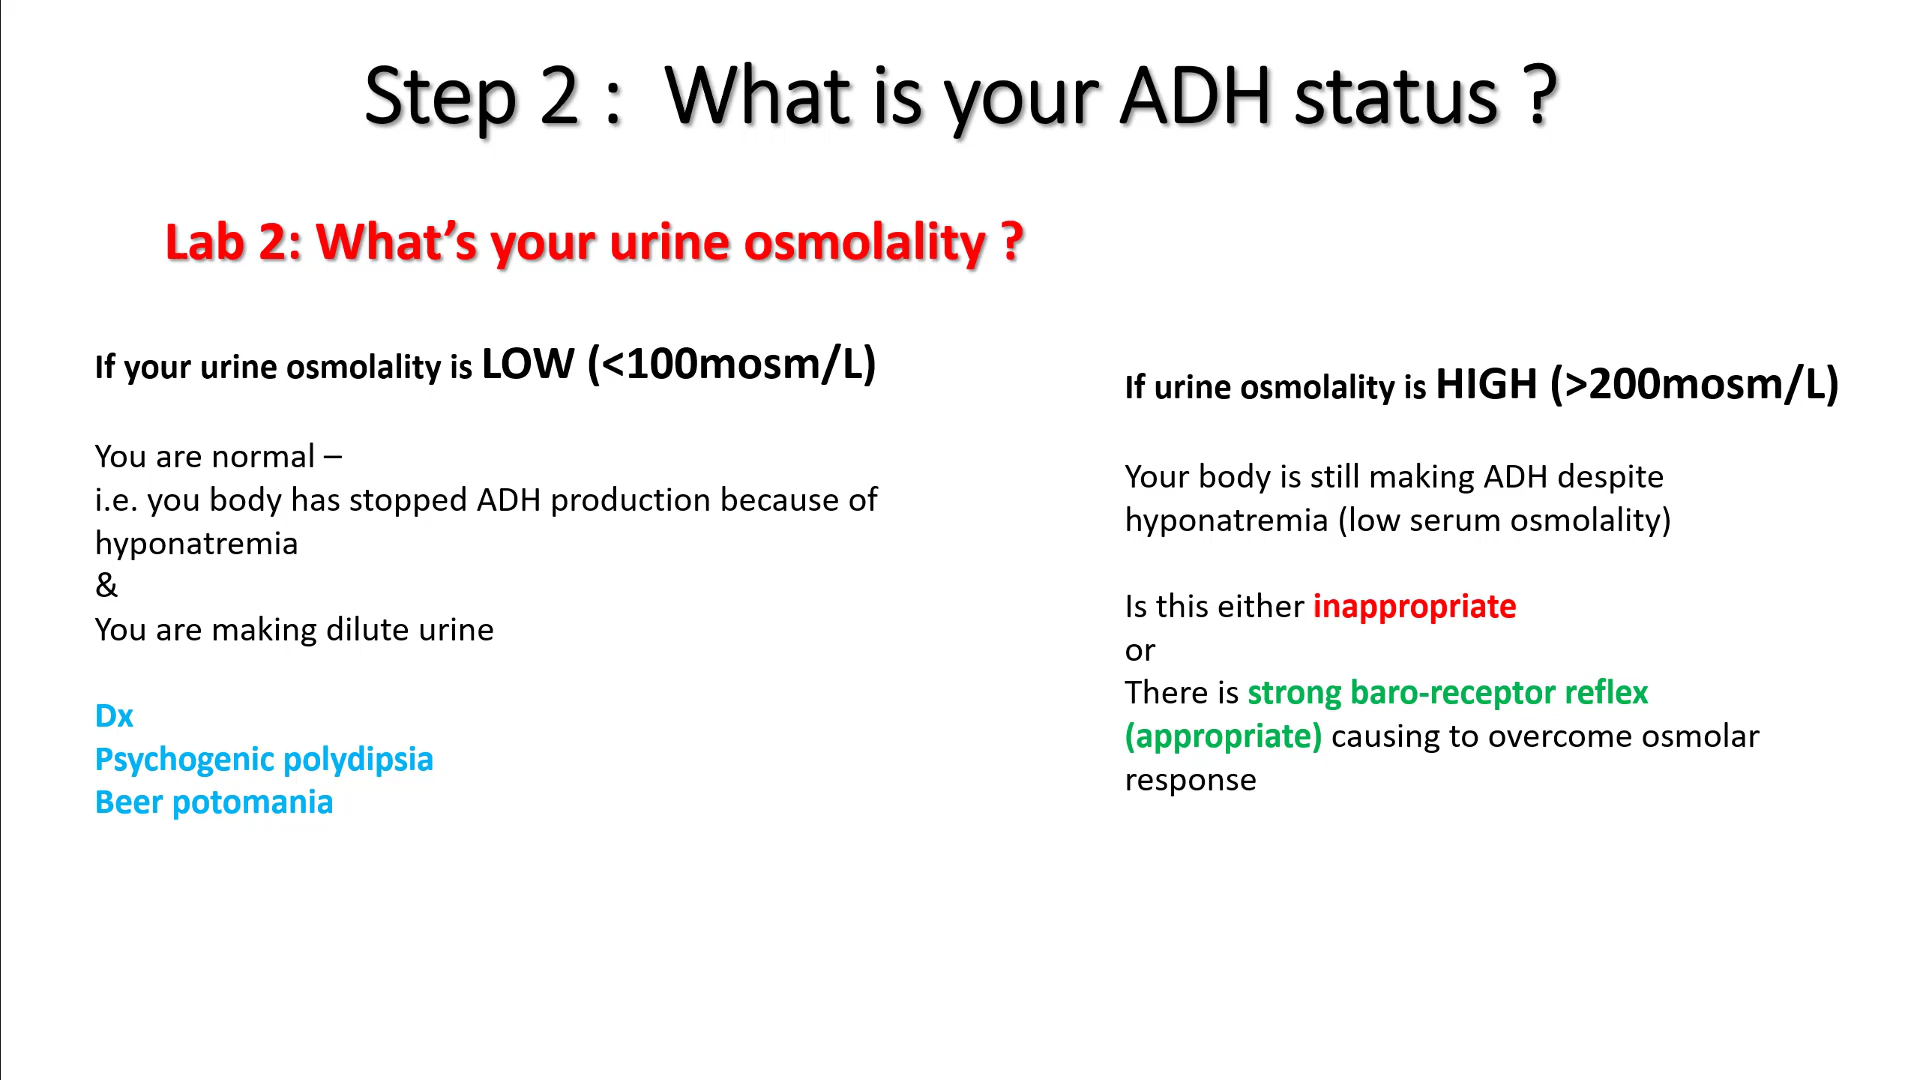 Step 2 :  What is your ADH status ?
Lab 2: What’s your urine osmolality ?
If your urine osmolality is LOW (<100mosm/L)
You are normal –
i.e. you body has stopped ADH production because of
hyponatremia
&
You are making dilute urine
Dx
Psychogenic polydipsia
Beer potomania
If urine osmolality is HIGH (>200mosm/L)
Your body is still making ADH despite
hyponatremia (low serum osmolality)
Is this either inappropriate
or
There is strong baro-receptor reflex
(appropriate) causing to overcome osmolar
response